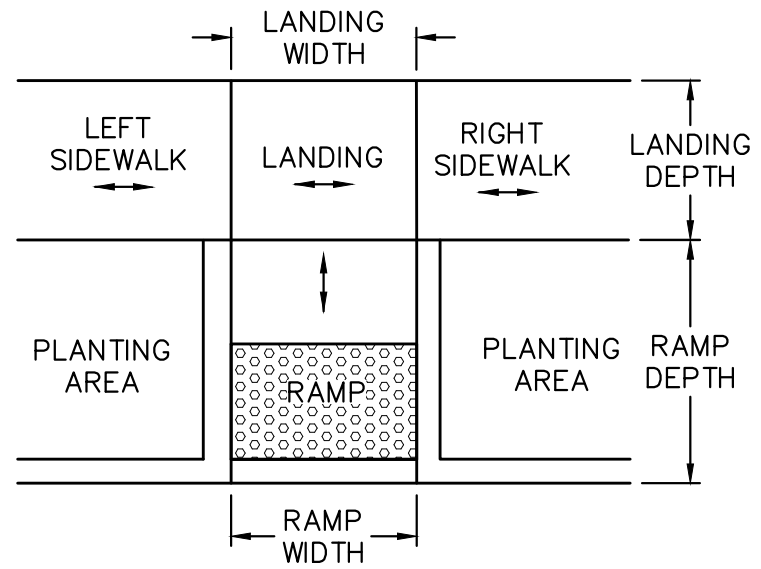 LANDING
WIDTH
LEFT
SIDEWALK
LANDING
RIGHT
SIDEWALK
LANDING
DEPTH
PLANTING
AREA
RAMP
PLANTING
AREA
RAMP
DEPTH
RAMP
WIDTH